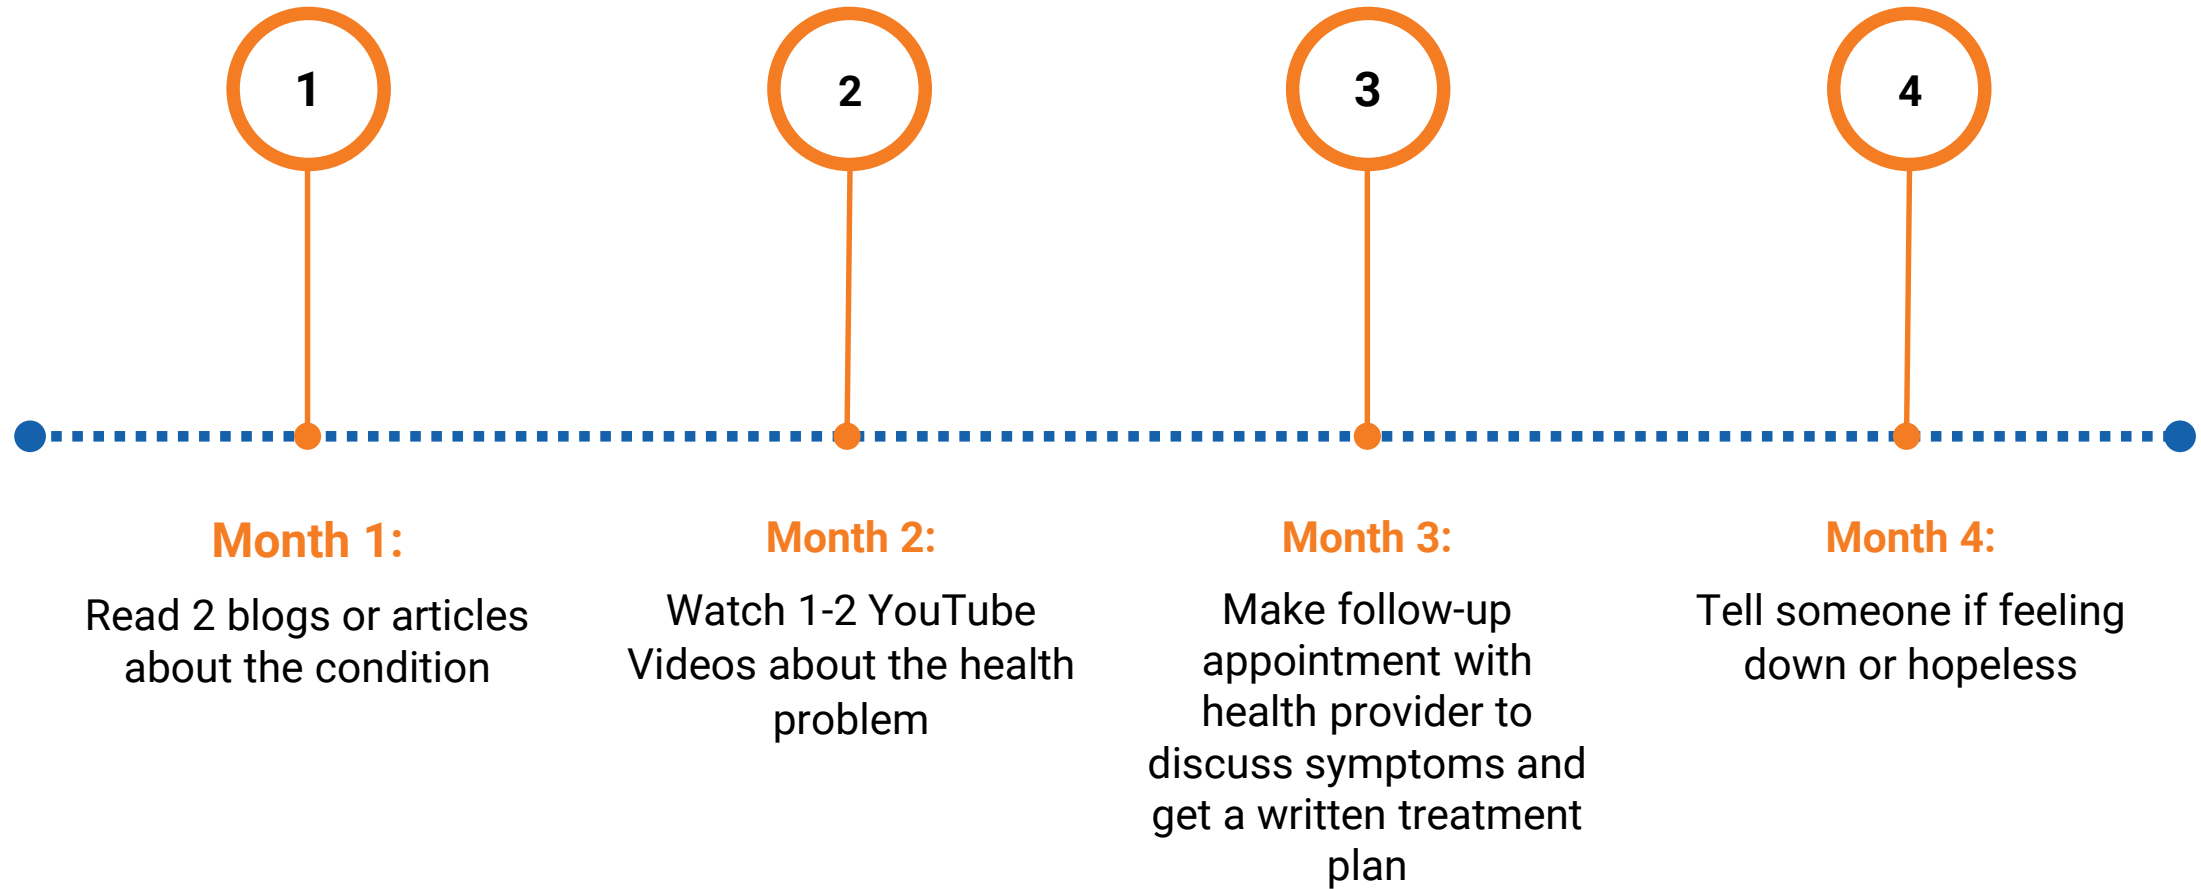 1
2
3
4
Month 1:
Read 2 blogs or articles
about the condition
Month 2:
Watch 1-2 YouTube
Videos about the health
problem
Month 3:
Make follow-up
appointment with
health provider to
discuss symptoms and
get a written treatment
plan
Month 4:
Tell someone if feeling
down or hopeless